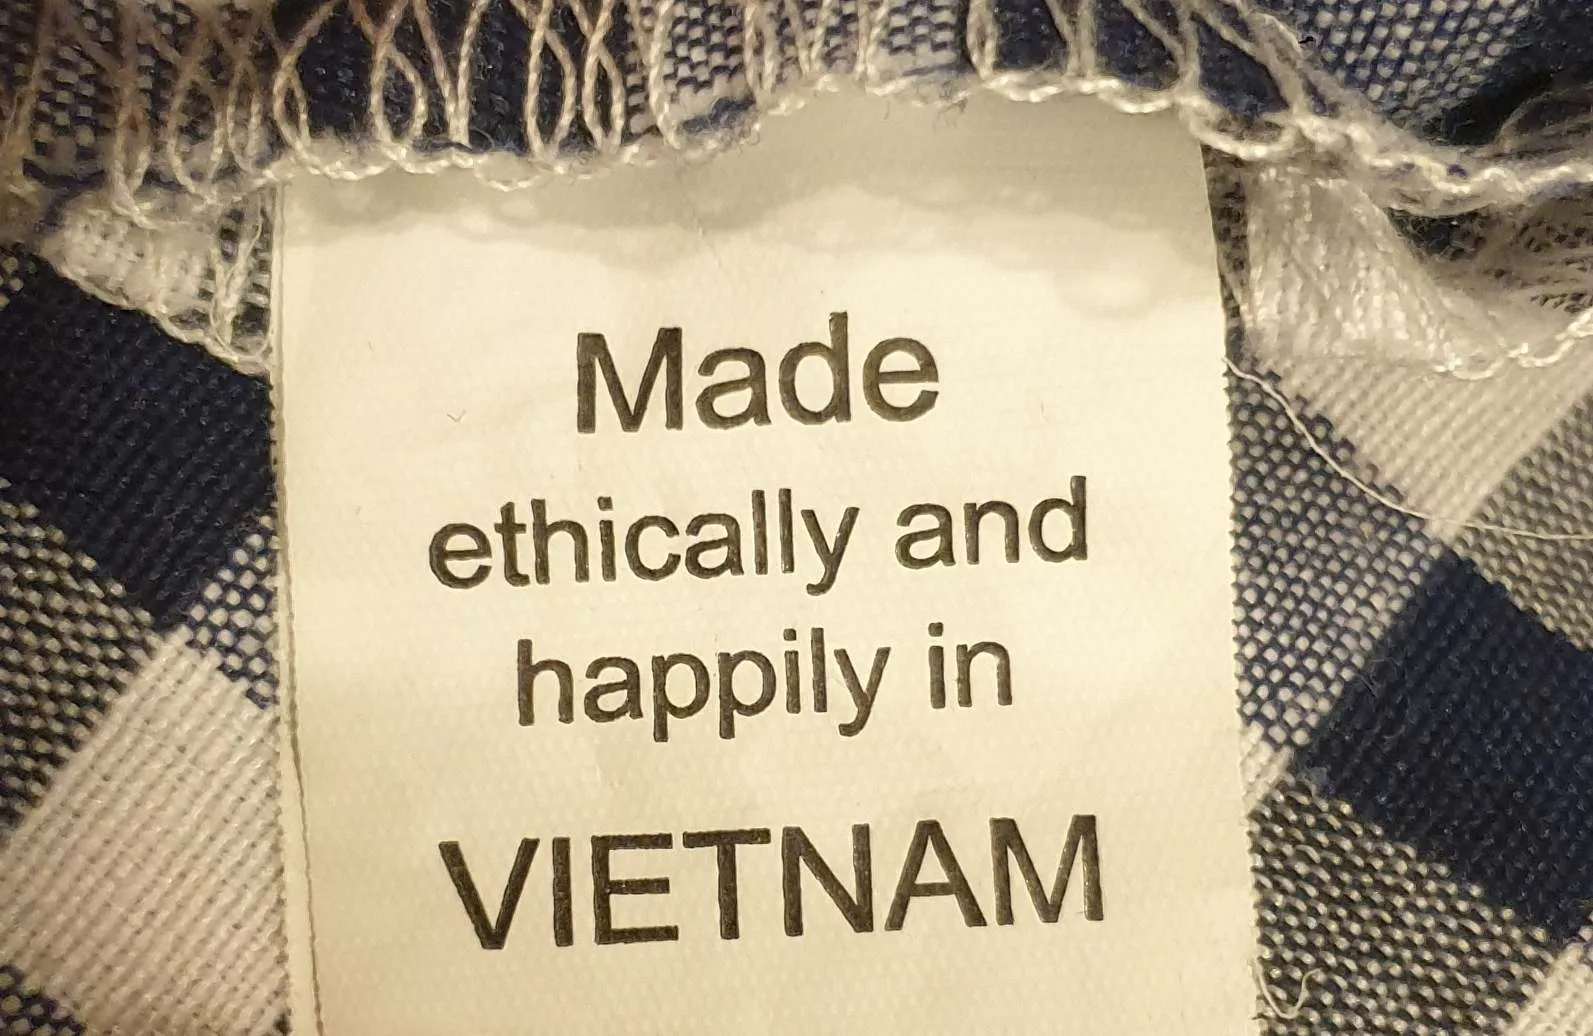 Made
ethically and
happily in
VIETNAM